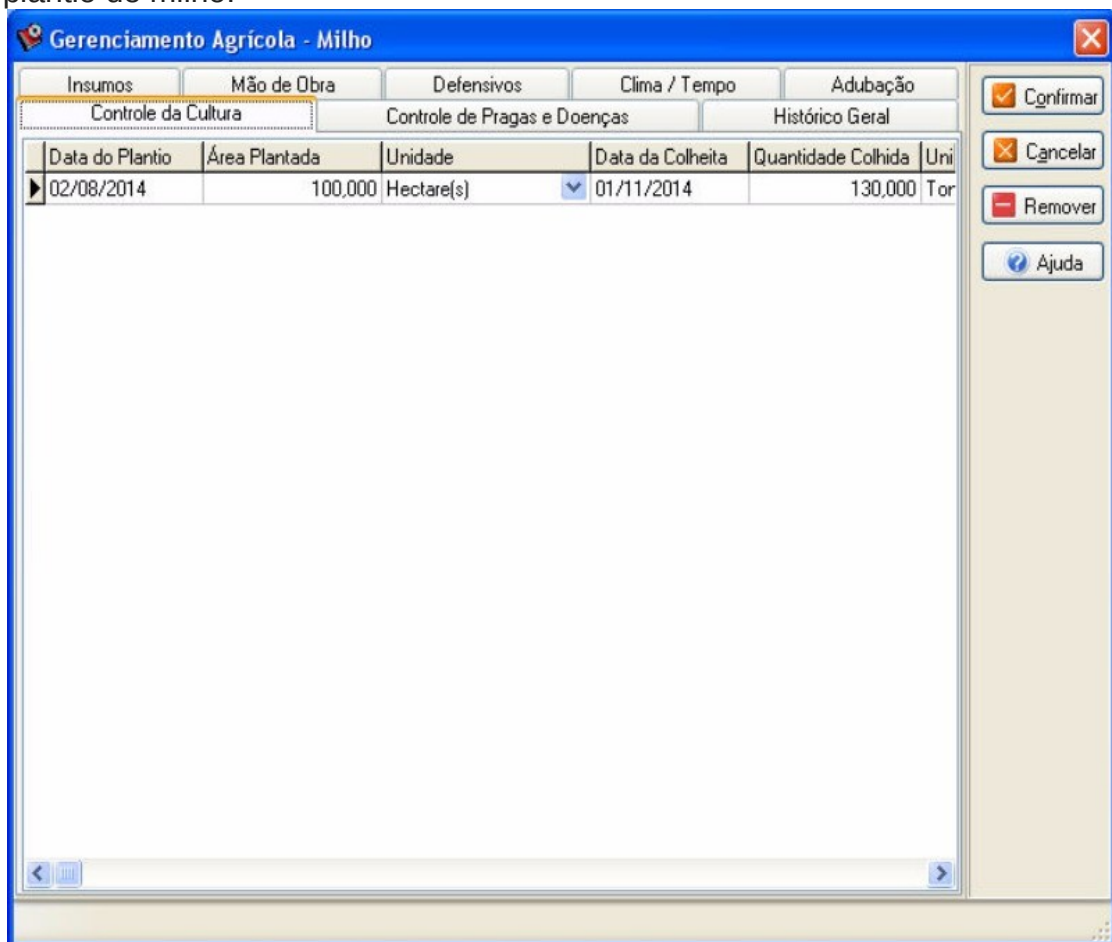 plantio de milho.
Gerenciamento Agrícola - Milho
Insumos Mão de Obra Defensivos Clima / Tempo Adubação
Controle da Cultura Controle de Pragas e Doenças Histórico Geral
Data do Plantio Área Plantada Unidade Data da Colheita Quantidade Colhida Uni
02/08/2014 100,000 Hectare(s) 01/11/2014 130,000 Ton
Confirmar
Cancelar
Remover
Ajuda